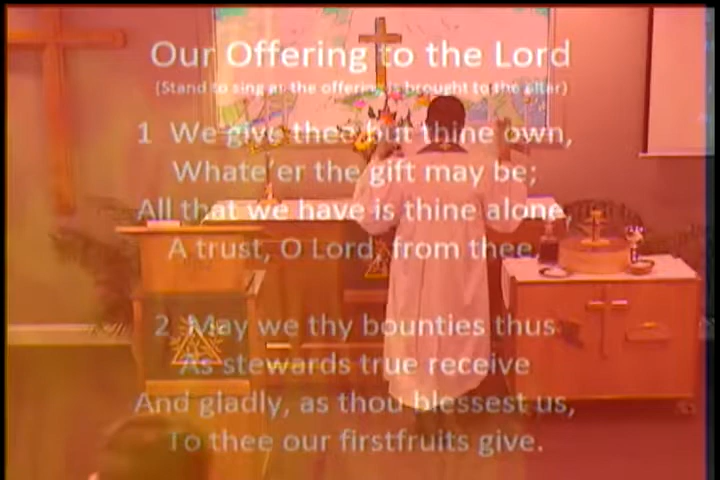 Our Offering to the Lord
(Stand to sing as the offering is brought to the altar)
1 We give thee but thine own,
Whate'er the gift may be;
All that we have is thine alone,
A trust, O Lord, from thee.
2 May we thy bounties thus
As stewards true receive
And gladly, as thou blessest us,
To thee our firstfruits give.